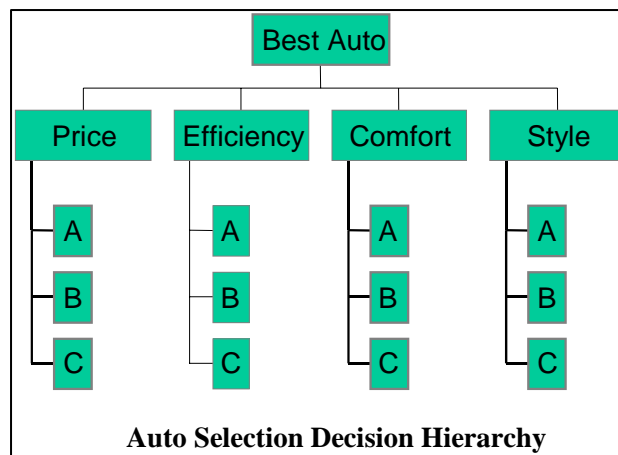 Best Auto
Price Efficiency Comfort Style
A A A A
B B B B
C C C C
Auto Selection Decision Hierarchy